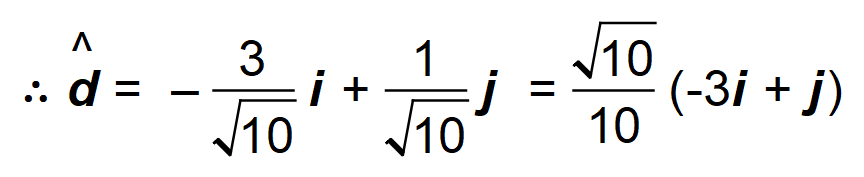 ∴ d̂ = – 3/√10 i + 1/√10 j = √10/10 (-3i + j)